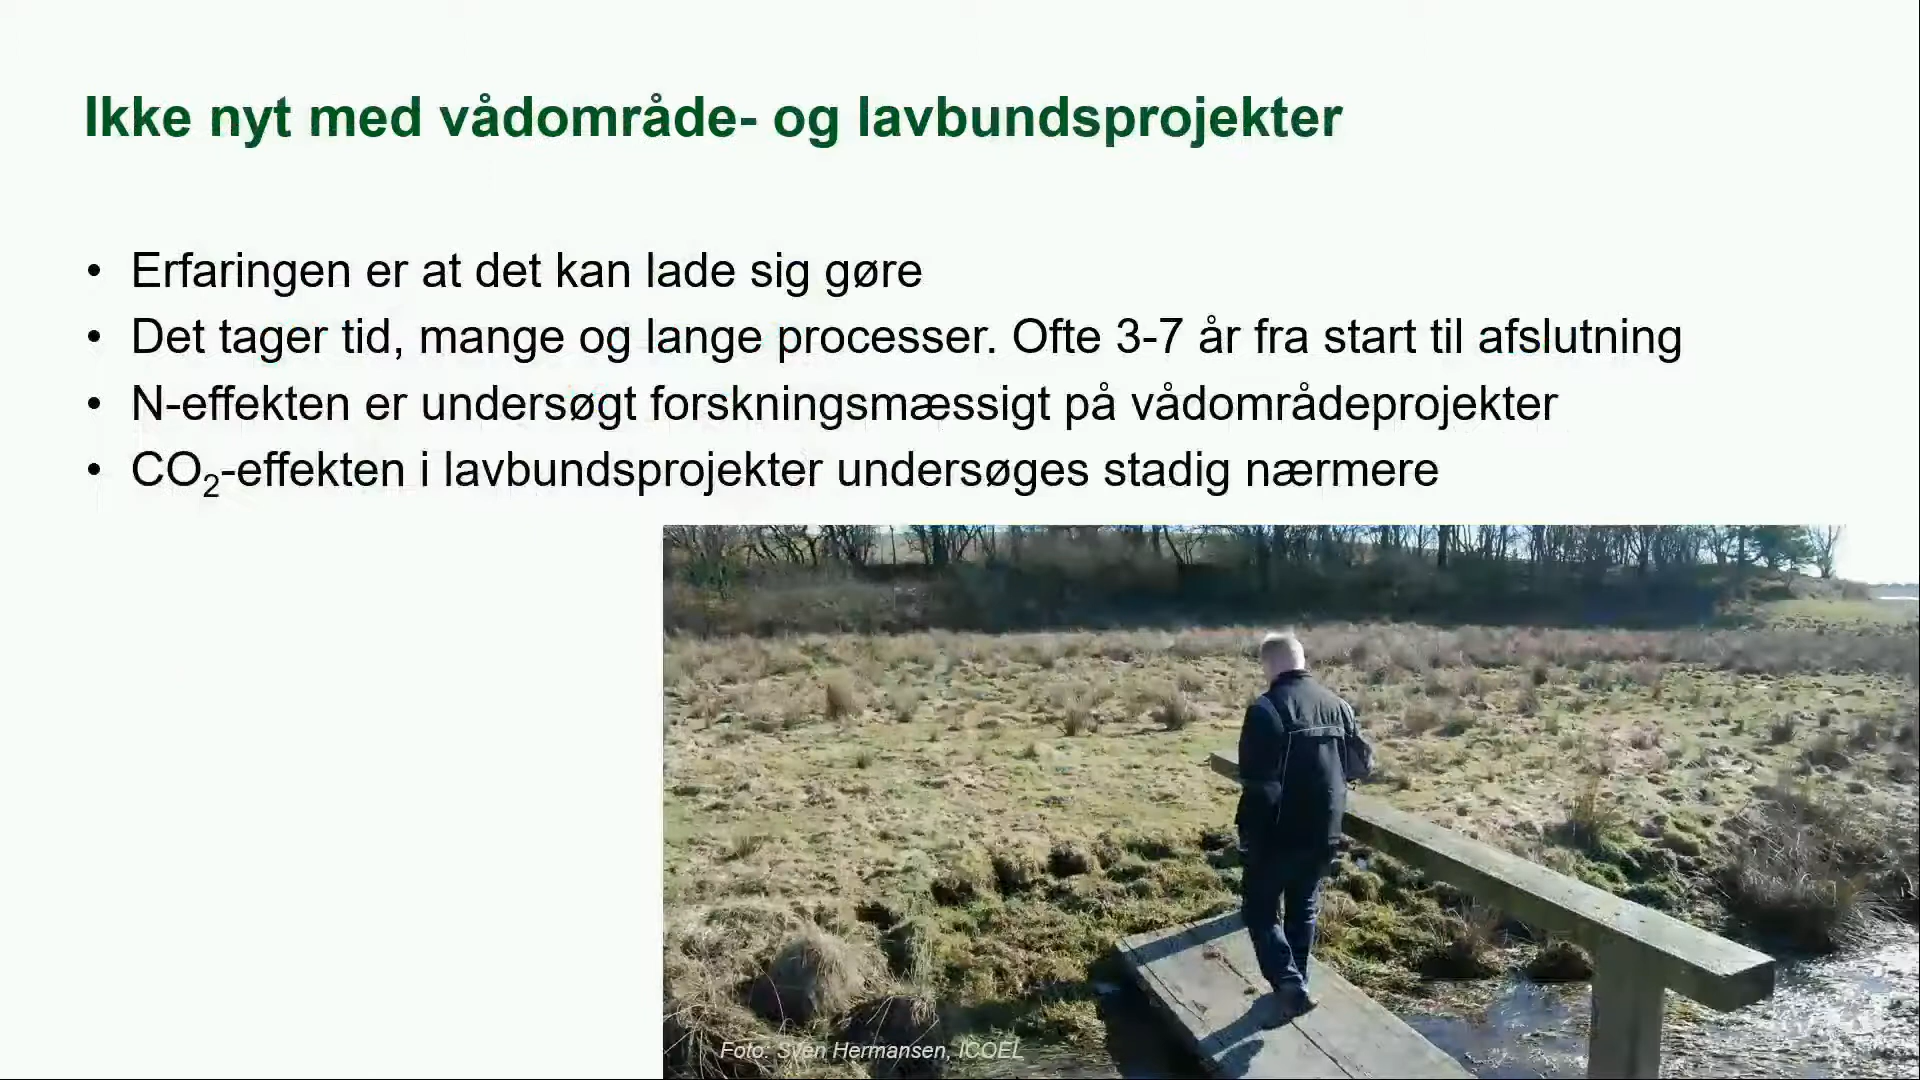 Ikke nyt med vådområde- og lavbundsprojekter
• Erfaringen er at det kan lade sig gøre
• Det tager tid, mange og lange processer. Ofte 3-7 år fra start til afslutning
• N-effekten er undersøgt forskningsmæssigt på vådområdeprojekter
• CO₂-effekten i lavbundsprojekter undersøges stadig nærmere
Foto: Sven Hermansen, ICOEL